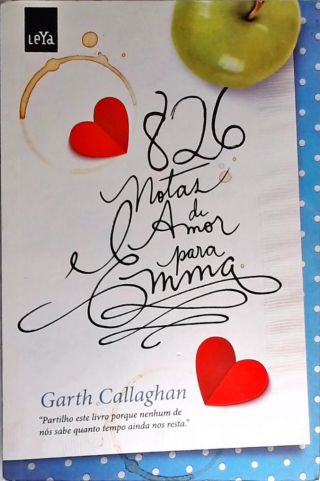 LeYa
826
Notas
de
Amor
para
Emma
Garth Callaghan
"Partilho este livro porque nenhum de
nós sabe quanto tempo ainda nos resta."